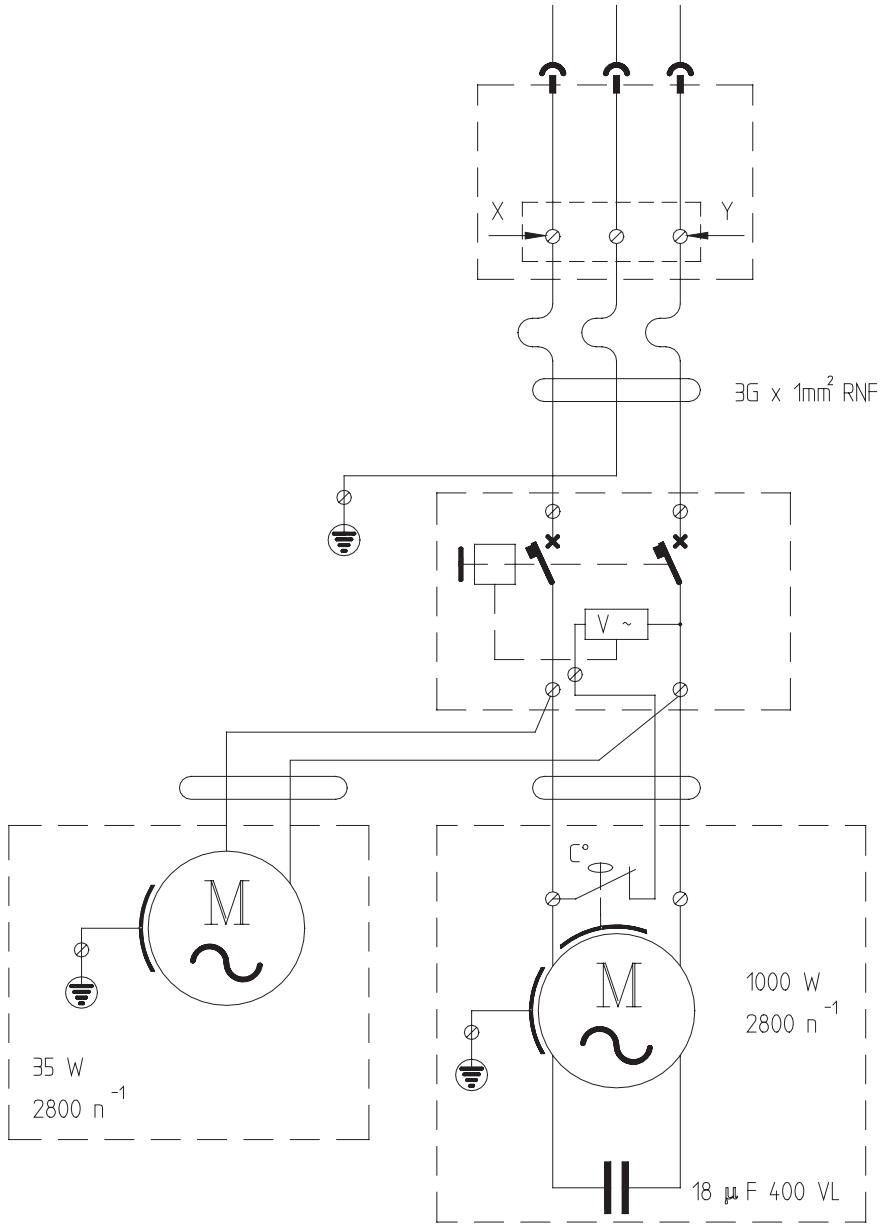 X Y
3G x 1mm² RNF
V ~
C°
M
M
1000 W
2800 n⁻¹
35 W
2800 n⁻¹
18 µF 400 VL